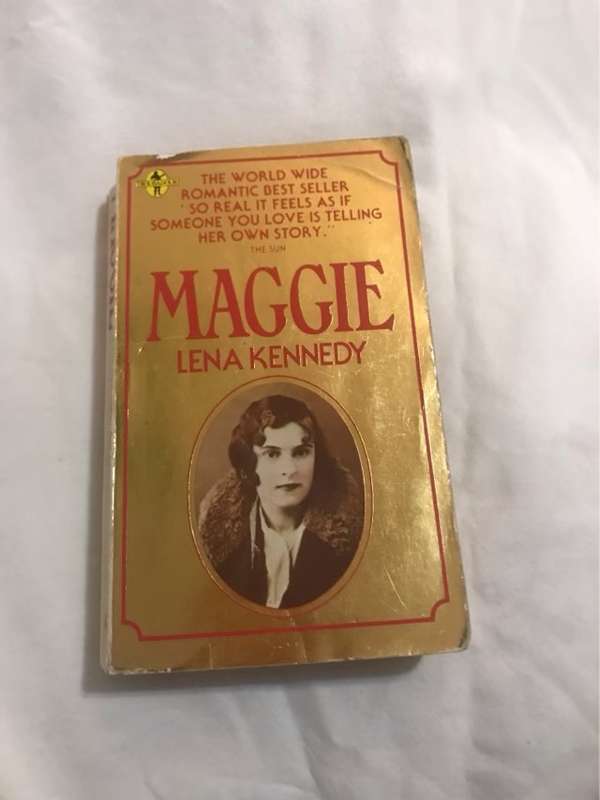 THE WORLD WIDE
ROMANTIC BEST SELLER
"SO REAL IT FEELS AS IF
SOMEONE YOU LOVE IS TELLING
HER OWN STORY."
THE SUN
MAGGIE
LENA KENNEDY